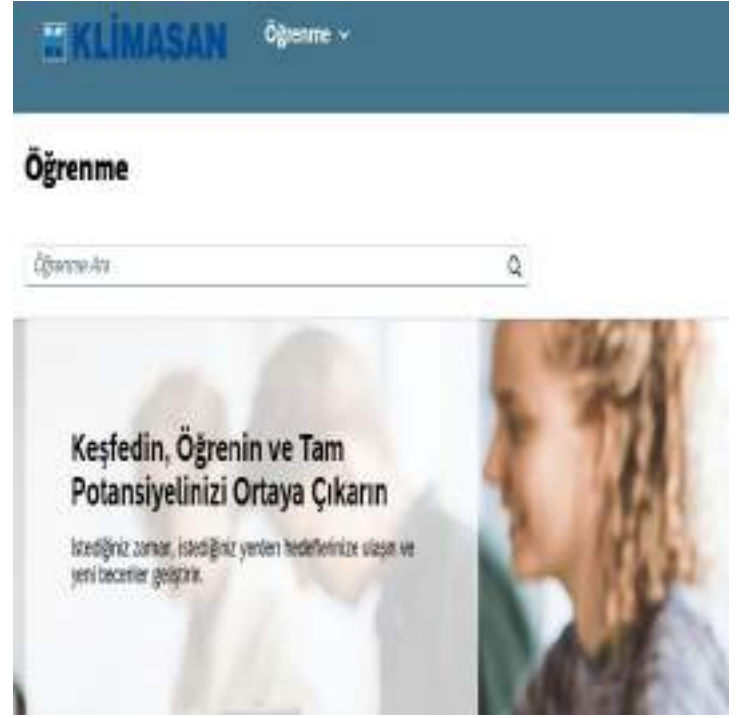 KLİMASAN
Öğrenme
Öğrenme
Öğrenme Ara
Keşfedin, Öğrenin ve Tam
Potansiyelinizi Ortaya Çıkarın
İstediğiniz zaman, istediğiniz yerden hedeflerinize ulaşın ve
yeni beceriler geliştirin.